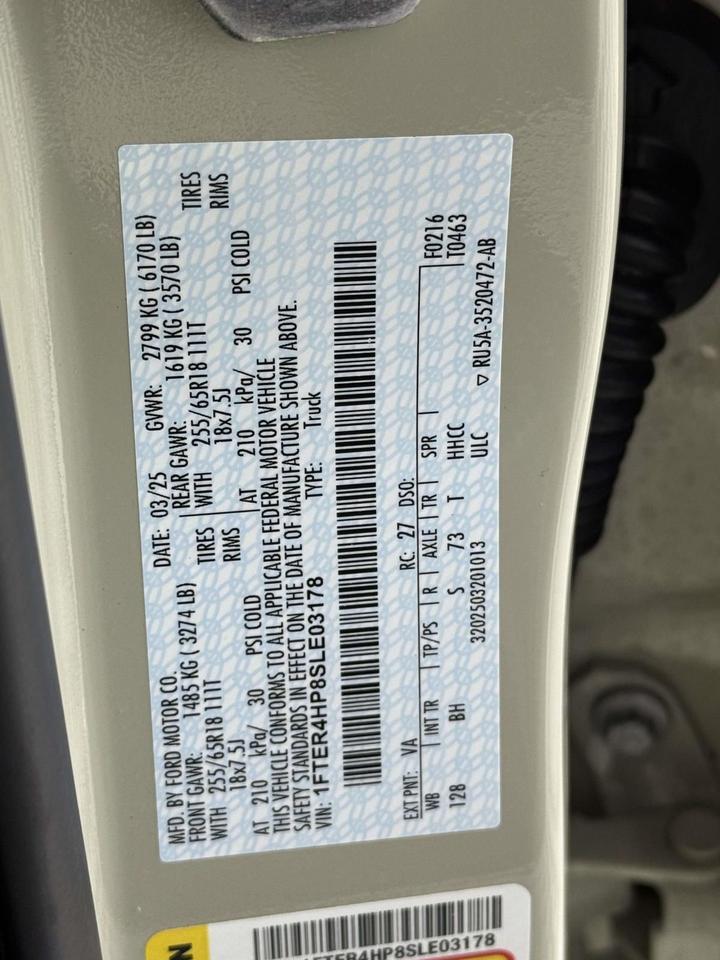 MFD. BY FORD MOTOR CO.
DATE: 03/25 GVWR: 2799 KG ( 6170 LB)
FRONT GAWR: 1485 KG ( 3274 LB) REAR GAWR: 1619 KG ( 3570 LB)
WITH 255/65R18 111T TIRES WITH 255/65R18 111T TIRES
18x7.5J RIMS 18x7.5J RIMS
AT 210 kPa/ 30 PSI COLD AT 210 kPa/ 30 PSI COLD
THIS VEHICLE CONFORMS TO ALL APPLICABLE FEDERAL MOTOR VEHICLE
SAFETY STANDARDS IN EFFECT ON THE DATE OF MANUFACTURE SHOWN ABOVE.
VIN: 1FTER4HP8SLE03178 TYPE: Truck
EXT PNT: VA RC: 27 DSO: F0216
WB INT TR TP/PS R AXLE TR SPR T0463
128 BH S 73 T HHCC
3202503201013 ULC ▽ RU5A-3520472-AB
1FTER4HP8SLE03178